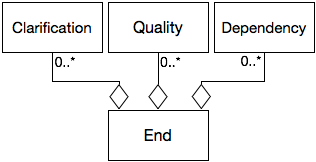 Clarification Quality Dependency
0..* 0..* 0..*
End